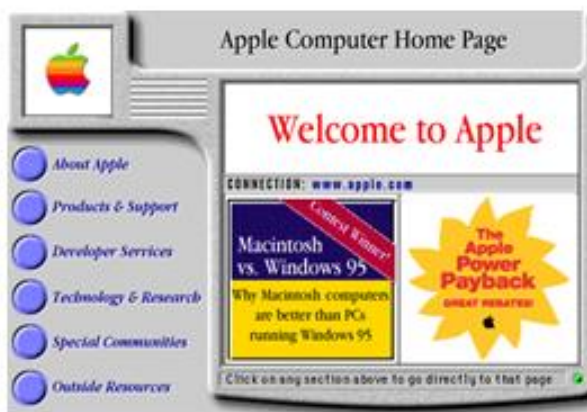 Apple Computer Home Page
Welcome to Apple
CONNECTION: www.apple.com
About Apple
Products & Support
Developer Services
Technology & Research
Special Communities
Outside Resources
Contest Winner!
Macintosh
vs. Windows 95
Why Macintosh computers
are better than PCs
running Windows 95
The
Apple
Power
Payback
GREAT REBATES!
Click on any section above to go directly to that page